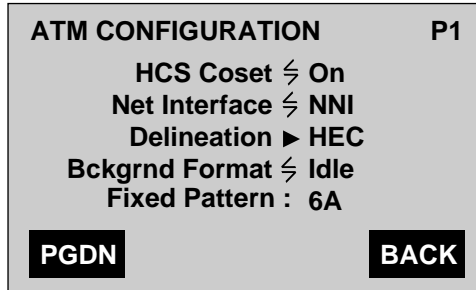 ATM CONFIGURATION P1
HCS Coset ⇋ On
Net Interface ⇋ NNI
Delineation ► HEC
Bckgrnd Format ⇋ Idle
Fixed Pattern : 6A
PGDN BACK